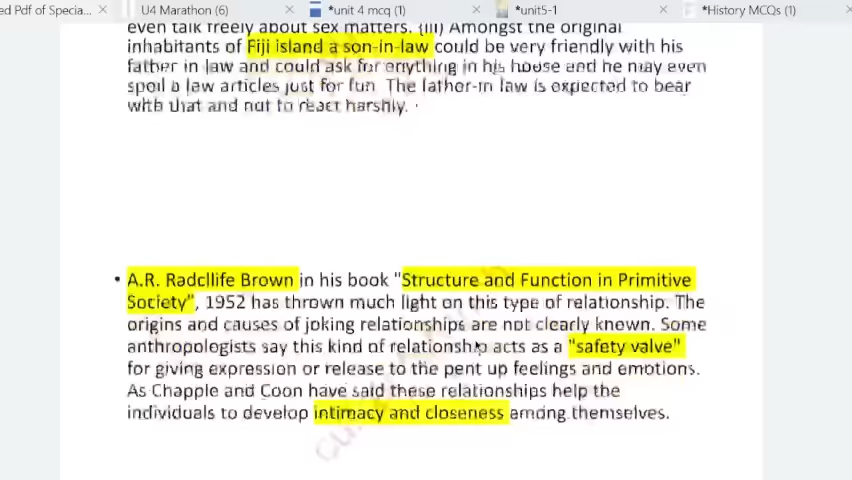 ed Pdf of Specia... × U4 Marathon (6) × *unit 4 mcq (1) × *unit5-1 × *History MCQs (1) ×
even talk freely about sex matters. (iii) Amongst the original
inhabitants of Fiji island a son-in-law could be very friendly with his
father in law and could ask for anything in his house and he may even
spoil a law articles just for fun. The father-in law is expected to bear
with that and not to react harshly.
• A.R. Radcllife Brown in his book "Structure and Function in Primitive
Society", 1952 has thrown much light on this type of relationship. The
origins and causes of joking relationships are not clearly known. Some
anthropologists say this kind of relationship acts as a "safety valve"
for giving expression or release to the pent up feelings and emotions.
As Chapple and Coon have said these relationships help the
individuals to develop intimacy and closeness among themselves.